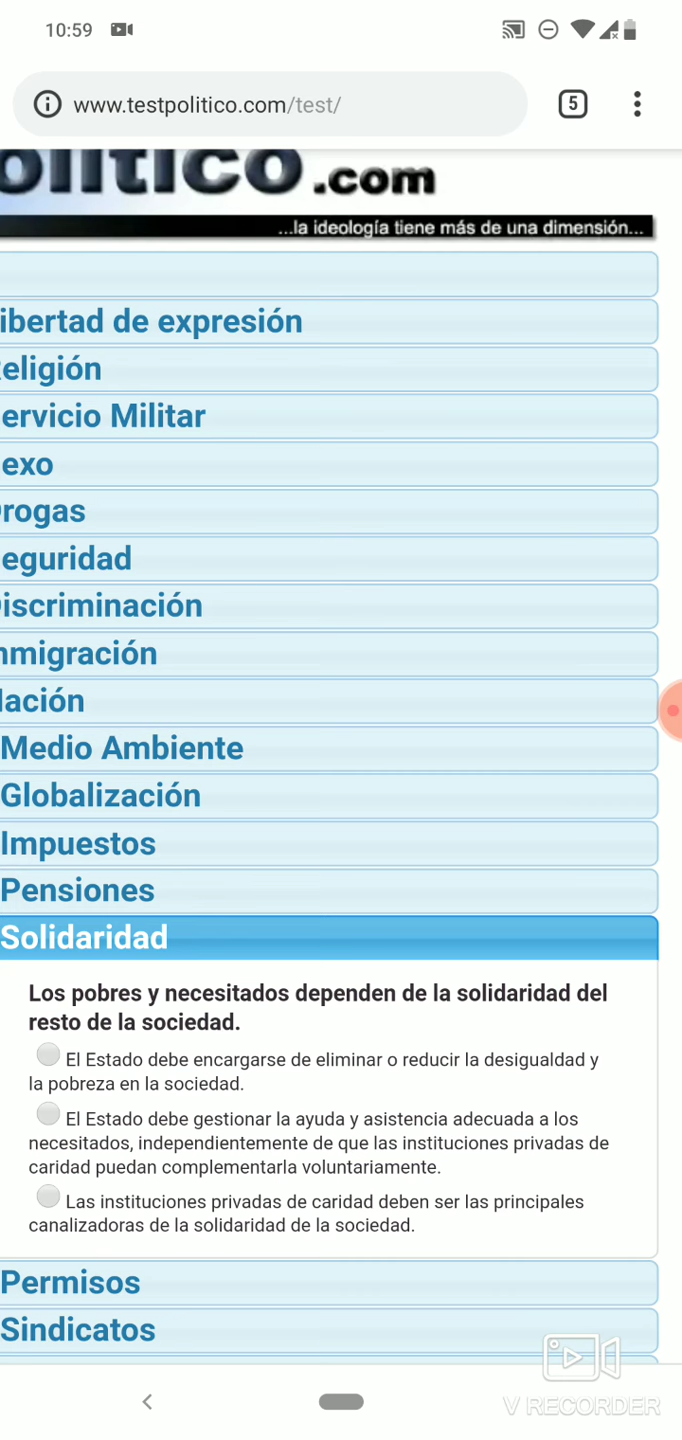 10:59
www.testpolitico.com/test/
5
olitico.com
...la ideología tiene más de una dimensión...
ibertad de expresión
eligión
ervicio Militar
exo
rogas
eguridad
iscriminación
migración
ación
Medio Ambiente
Globalización
Impuestos
Pensiones
Solidaridad
Los pobres y necesitados dependen de la solidaridad del
resto de la sociedad.
El Estado debe encargarse de eliminar o reducir la desigualdad y
la pobreza en la sociedad.
El Estado debe gestionar la ayuda y asistencia adecuada a los
necesitados, independientemente de que las instituciones privadas de
caridad puedan complementarla voluntariamente.
Las instituciones privadas de caridad deben ser las principales
canalizadoras de la solidaridad de la sociedad.
Permisos
Sindicatos
V RECORDER